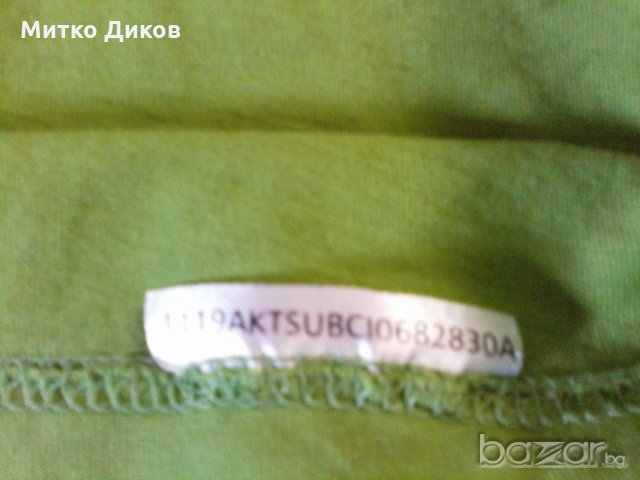 Митко Диков
1119AKTSUBCI0682830A
bazar.bg